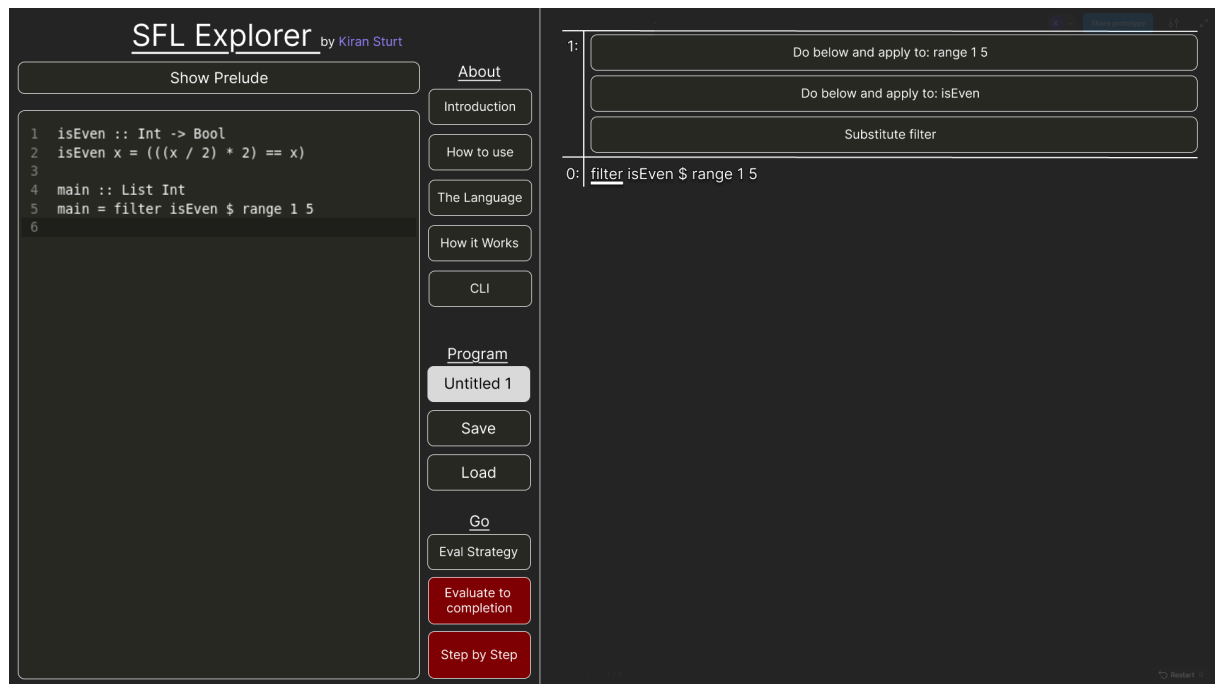 SFL Explorer by Kiran Sturt
Show Prelude
1 isEven :: Int -> Bool
2 isEven x = (((x / 2) * 2) == x)
3
4 main :: List Int
5 main = filter isEven $ range 1 5
6
About
Introduction
How to use
The Language
How it Works
CLI
Program
Untitled 1
Save
Load
Go
Eval Strategy
Evaluate to
completion
Step by Step
1:
Do below and apply to: range 1 5
Do below and apply to: isEven
Substitute filter
0: filter isEven $ range 1 5
Share prototype
Restart